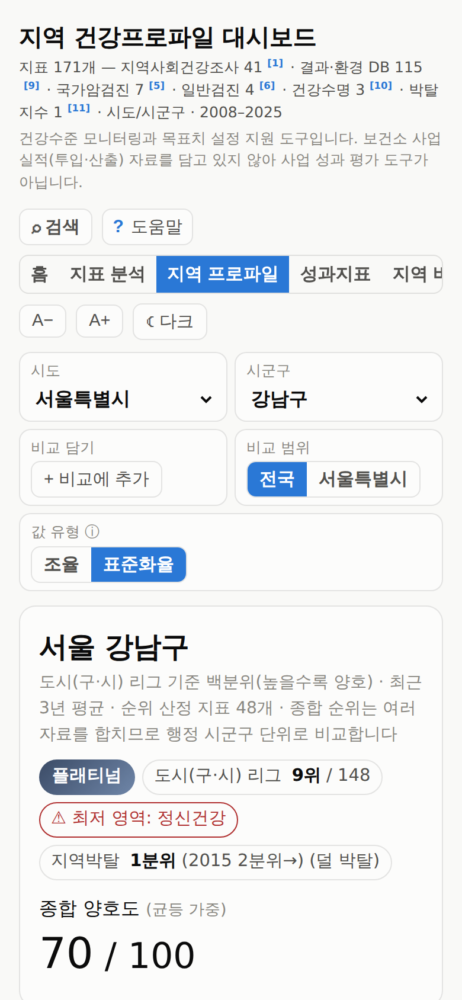 지역 건강프로파일 대시보드
지표 171개 — 지역사회건강조사 41 [1] · 결과·환경 DB 115
[9] · 국가암검진 7 [5] · 일반검진 4 [6] · 건강수명 3 [10] · 박탈
지수 1 [11] · 시도/시군구 · 2008–2025
건강수준 모니터링과 목표치 설정 지원 도구입니다. 보건소 사업
실적(투입·산출) 자료를 담고 있지 않아 사업 성과 평가 도구가
아닙니다.
⌕ 검색 ? 도움말
홈 지표 분석 지역 프로파일 성과지표 지역
A− A+ ☾ 다크
시도 시군구
서울특별시 강남구
비교 담기 비교 범위
+ 비교에 추가 전국 서울특별시
값 유형 ⓘ
조율 표준화율
서울 강남구
도시(구·시) 리그 기준 백분위(높을수록 양호) · 최근
3년 평균 · 순위 산정 지표 48개 · 종합 순위는 여러
자료를 합치므로 행정 시군구 단위로 비교합니다
플래티넘 도시(구·시) 리그 9위 / 148
⚠ 최저 영역: 정신건강
지역박탈 1분위 (2015 2분위→) (덜 박탈)
종합 양호도 (균등 가중)
70 / 100